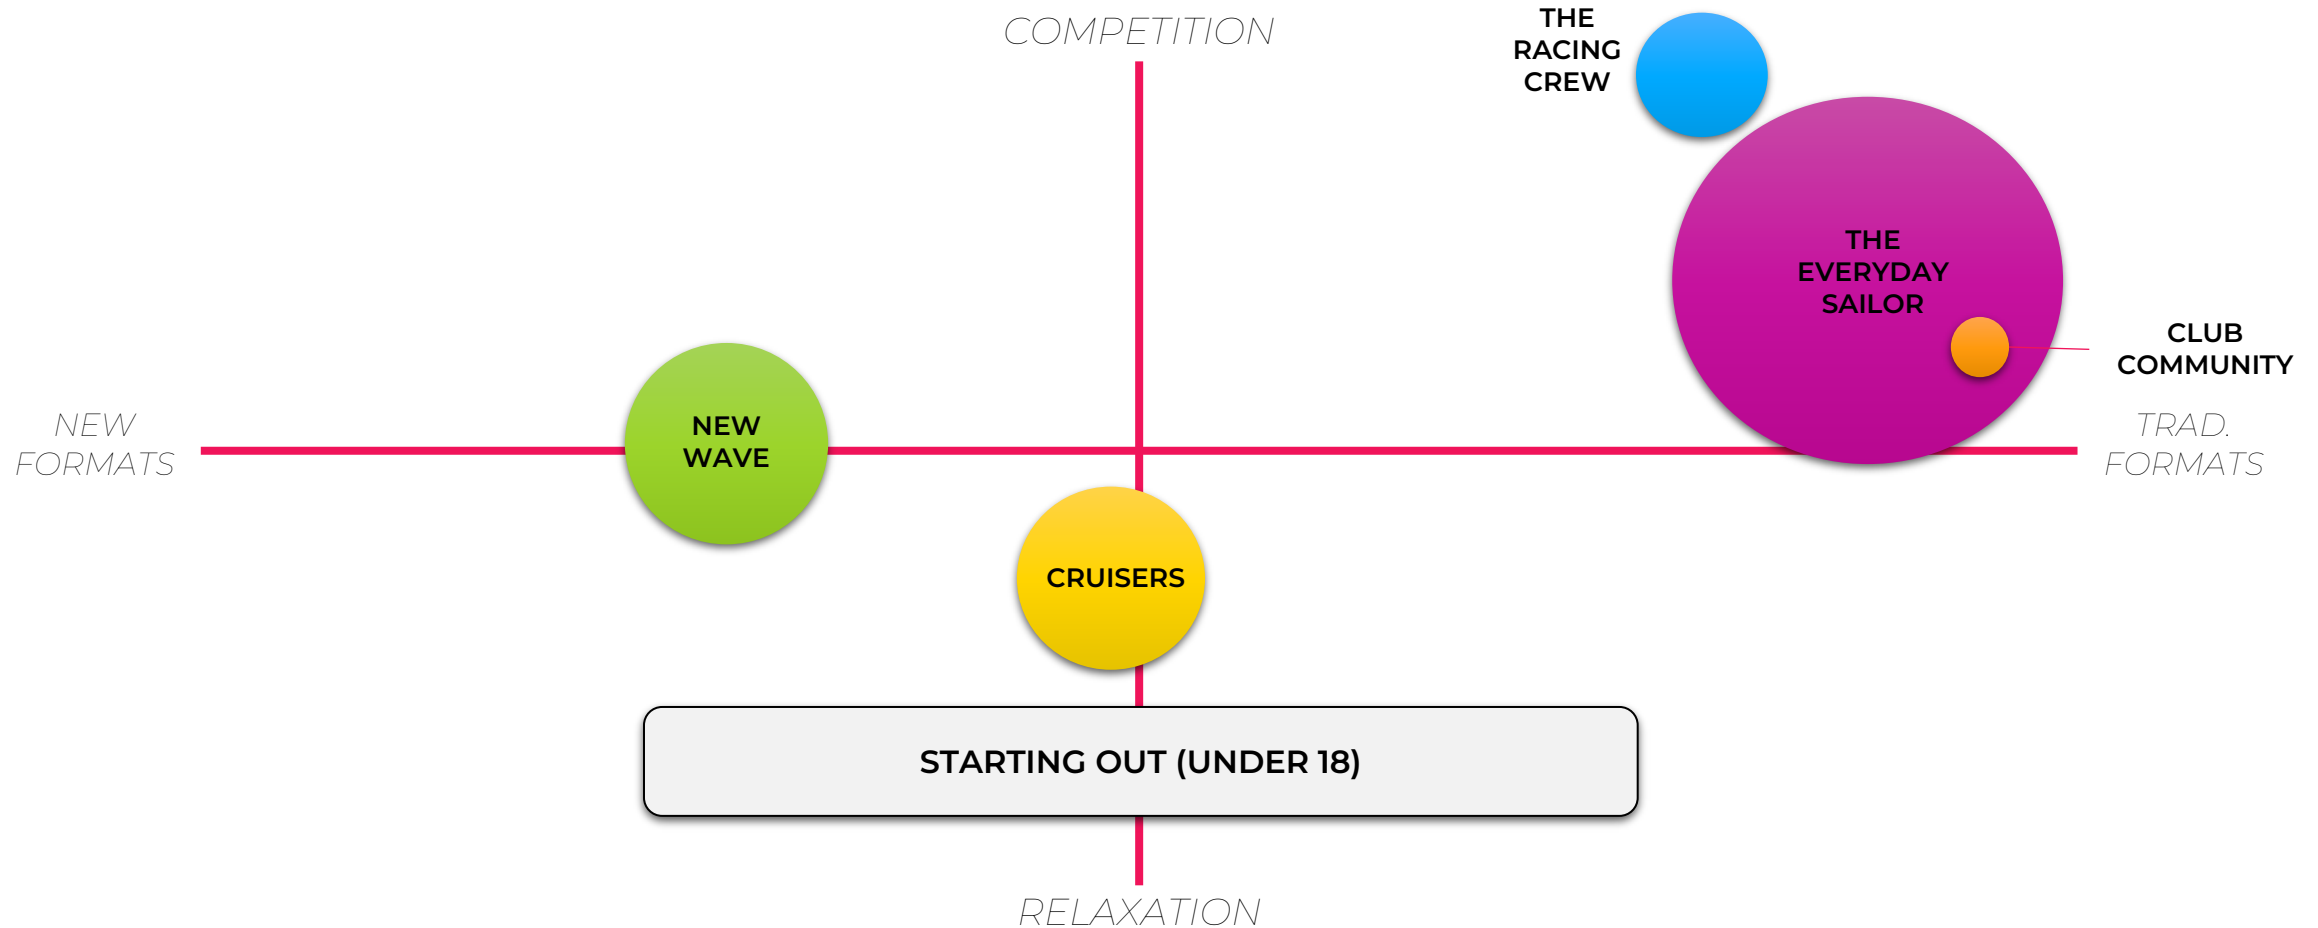 COMPETITION
THE
RACING
CREW
THE
EVERYDAY
SAILOR
CLUB
COMMUNITY
NEW
FORMATS
NEW
WAVE
TRAD.
FORMATS
CRUISERS
STARTING OUT (UNDER 18)
RELAXATION